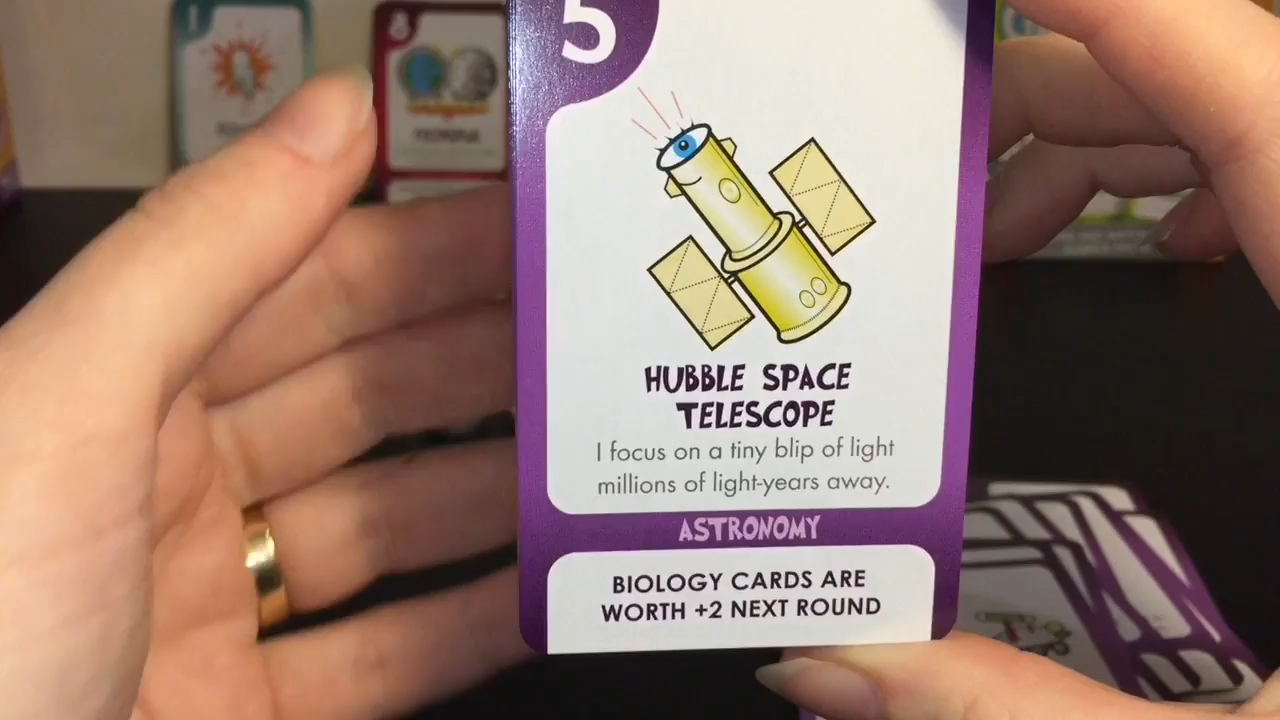 5
HUBBLE SPACE
TELESCOPE
I focus on a tiny blip of light
millions of light-years away.
ASTRONOMY
BIOLOGY CARDS ARE
WORTH +2 NEXT ROUND